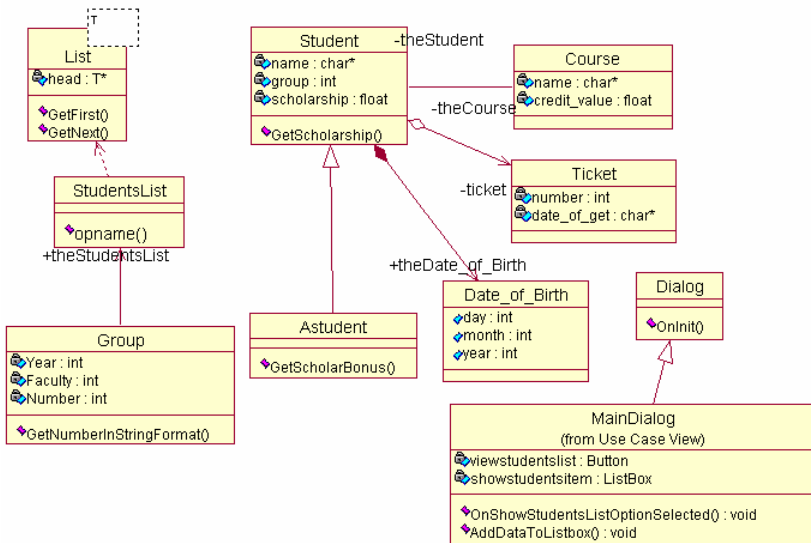 T
List
head : T*
GetFirst()
GetNext()
StudentsList
opname()
+theStudentsList
Group
Year : int
Faculty : int
Number : int
GetNumberInStringFormat()
Student
name : char*
group : int
scholarship : float
GetScholarship()
-theStudent
-theCourse
Course
name : char*
credit_value : float
-ticket
Ticket
number : int
date_of_get : char*
Astudent
GetScholarBonus()
+theDate_of_Birth
Date_of_Birth
day : int
month : int
year : int
Dialog
OnInit()
MainDialog
(from Use Case View)
viewstudentslist : Button
showstudentsitem : ListBox
OnShowStudentsListOptionSelected() : void
AddDataToListbox() : void